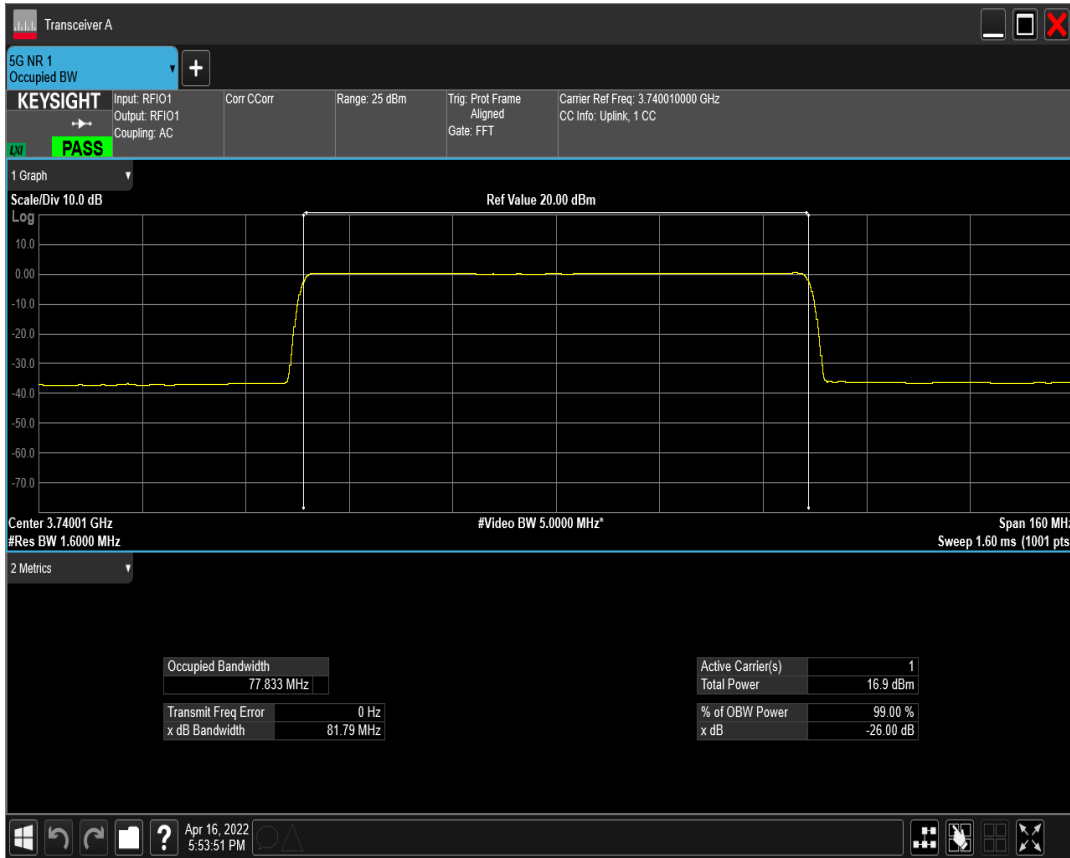 Transceiver A
5G NR 1
Occupied BW
+
KEYSIGHT
LXI
PASS
Input: RFIO1
Output: RFIO1
Coupling: AC
Corr CCorr
Range: 25 dBm
Trig: Prot Frame
Aligned
Gate: FFT
Carrier Ref Freq: 3.740010000 GHz
CC Info: Uplink, 1 CC
1 Graph
Scale/Div 10.0 dB
Ref Value 20.00 dBm
Log
10.0
0.00
-10.0
-20.0
-30.0
-40.0
-50.0
-60.0
-70.0
Center 3.74001 GHz
#Video BW 5.0000 MHz*
Span 160 MHz
#Res BW 1.6000 MHz
Sweep 1.60 ms (1001 pts
2 Metrics
Occupied Bandwidth
77.833 MHz
Transmit Freq Error 0 Hz
x dB Bandwidth 81.79 MHz
Active Carrier(s) 1
Total Power 16.9 dBm
% of OBW Power 99.00 %
x dB -26.00 dB
?
Apr 16, 2022
5:53:51 PM